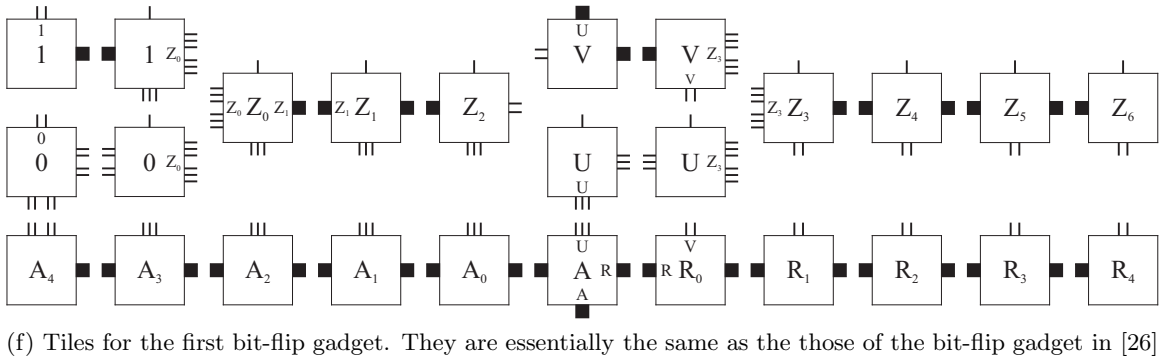 1 U
1 1 Z₀ V V Z₃
V
Z₀ Z₀ Z₁ Z₁ Z₁ Z₂ Z₃ Z₃ Z₄ Z₅ Z₆
0
0 0 Z₀ U U Z₃
U
U V
A₄ A₃ A₂ A₁ A₀ A R R R₀ R₁ R₂ R₃ R₄
A
(f) Tiles for the first bit-flip gadget. They are essentially the same as the those of the bit-flip gadget in [26]